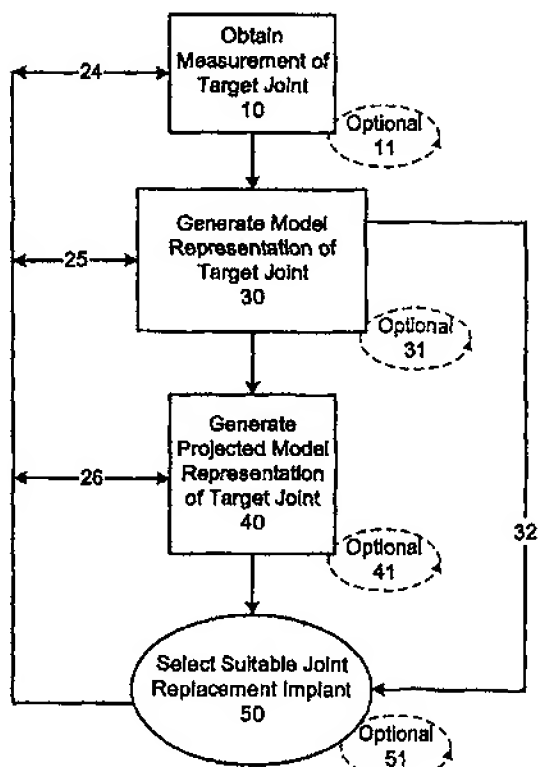 Obtain
Measurement of
Target Joint
10
24
Optional
11
Generate Model
Representation of
Target Joint
30
25
Optional
31
Generate
Projected Model
Representation
of Target Joint
40
26
32
Optional
41
Select Suitable Joint
Replacement Implant
50
Optional
51